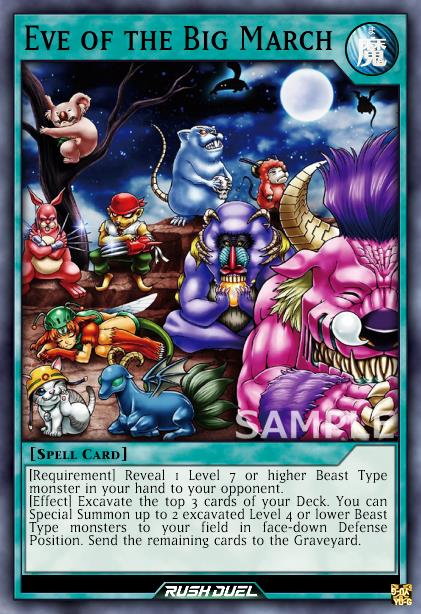 Eve of the Big March
ま
魔
SAMPLE
[Spell Card]
[Requirement] Reveal 1 Level 7 or higher Beast Type
monster in your hand to your opponent.
[Effect] Excavate the top 3 cards of your Deck. You can
Special Summon up to 2 excavated Level 4 or lower Beast
Type monsters to your field in face-down Defense
Position. Send the remaining cards to the Graveyard.
RUSH DUEL